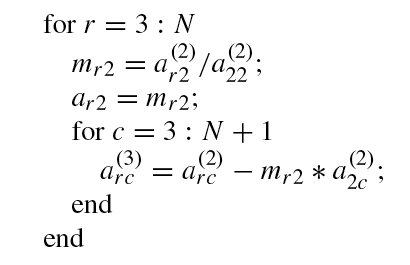 for r = 3 : N
m_{r2} = a_{r2}^{(2)}/a_{22}^{(2)};
a_{r2} = m_{r2};
for c = 3 : N + 1
a_{rc}^{(3)} = a_{rc}^{(2)} − m_{r2} ∗ a_{2c}^{(2)};
end
end